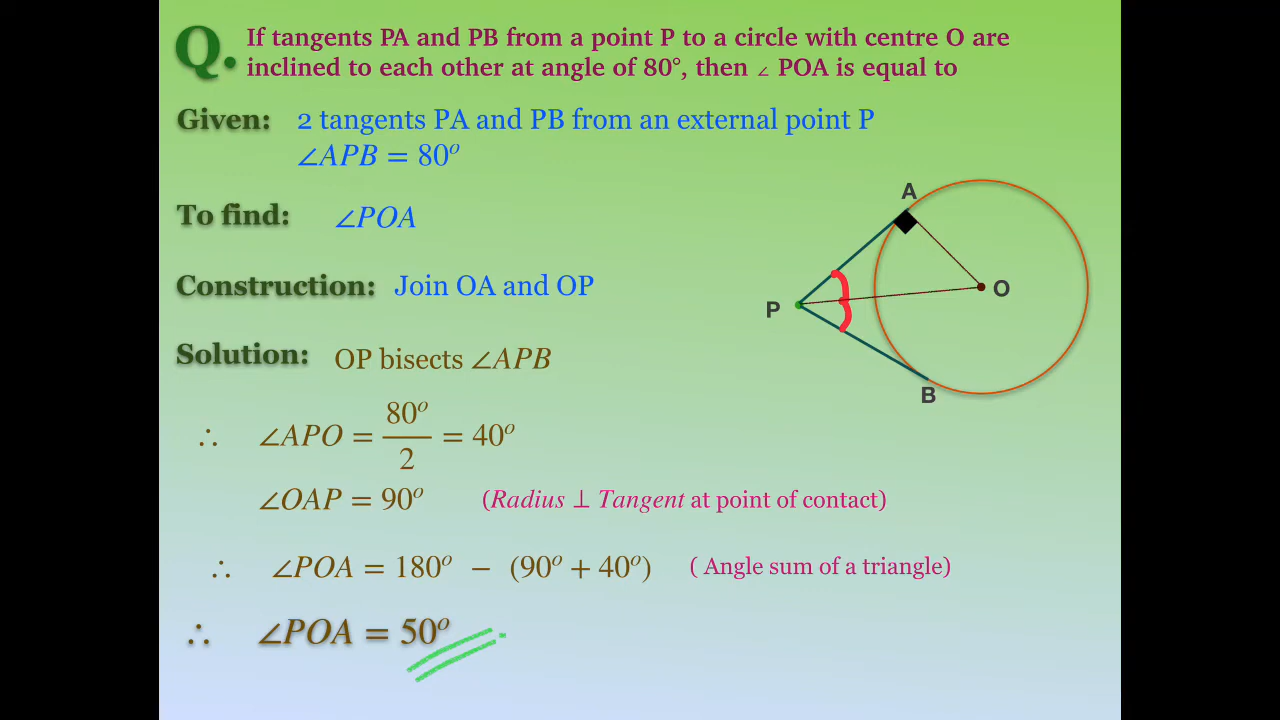 Q. If tangents PA and PB from a point P to a circle with centre O are
inclined to each other at angle of 80°, then ∠ POA is equal to
Given: 2 tangents PA and PB from an external point P
∠APB = 80°
To find: ∠POA
Construction: Join OA and OP
Solution: OP bisects ∠APB
∴ ∠APO = 80°/2 = 40°
∠OAP = 90° (Radius ⊥ Tangent at point of contact)
∴ ∠POA = 180° − (90° + 40°) ( Angle sum of a triangle)
∴ ∠POA = 50°
A
O
P
B